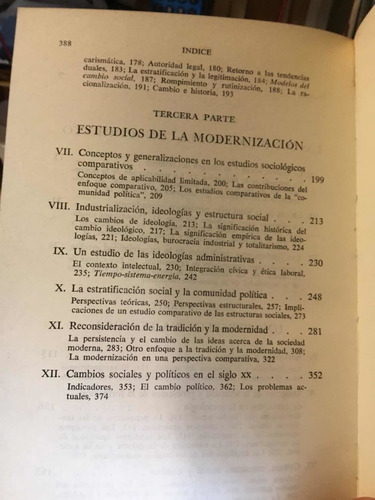 388
INDICE
carismática, 178; Autoridad legal, 180; Retorno a las tendencias
duales, 183; La estratificación y la legitimación, 184; Modelos del
cambio social, 187; Rompimiento y rutinización, 188; La ra-
cionalización, 191; Cambio e historia, 193
TERCERA PARTE
ESTUDIOS DE LA MODERNIZACIÓN
VII. Conceptos y generalizaciones en los estudios sociológicos
comparativos . . . . . . . . . . 199
Conceptos de aplicabilidad limitada, 200; Las contribuciones del
enfoque comparativo, 205; Los estudios comparativos de la “co-
munidad política”, 209
VIII. Industrialización, ideologías y estructura social . . . . 213
Los cambios de ideología, 213; La significación histórica del
cambio ideológico, 217; La significación empírica de las ideo-
logías, 221; Ideologías, burocracia industrial y totalitarismo, 224
IX. Un estudio de las ideologías administrativas . . . . 230
El contexto intelectual, 230; Integración cívica y ética laboral,
235; Tiempo-sistema-energía. 242
X. La estratificación social y la comunidad política . . . 248
Perspectivas teóricas, 250; Perspectivas estructurales, 257; Impli-
caciones de un estudio comparativo de las estructuras sociales, 273
XI. Reconsideración de la tradición y la modernidad . . . 281
La persistencia y el cambio de las ideas acerca de la sociedad
moderna, 283; Otro enfoque a la tradición y la modernidad, 308;
La modernización en una perspectiva comparativa, 322
XII. Cambios sociales y políticos en el siglo XX . . . . 352
Indicadores, 353; El cambio político, 362; Los problemas ac-
tuales, 374